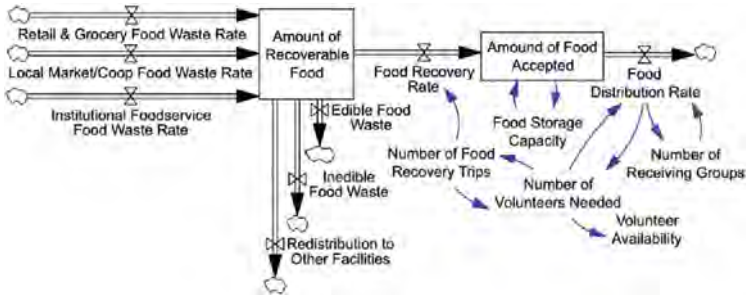 Retail & Grocery Food Waste Rate
Local Market/Coop Food Waste Rate
Institutional Foodservice
Food Waste Rate
Amount of
Recoverable
Food
Edible Food
Waste
Inedible
Food Waste
Redistribution to
Other Facilities
Food Recovery
Rate
Amound of Food
Accepted
Food
Distribution Rate
Food Storage
Capacity
Number of Food
Recovery Trips
Number of
Volunteers Needed
Number of
Receiving Groups
Volunteer
Availability